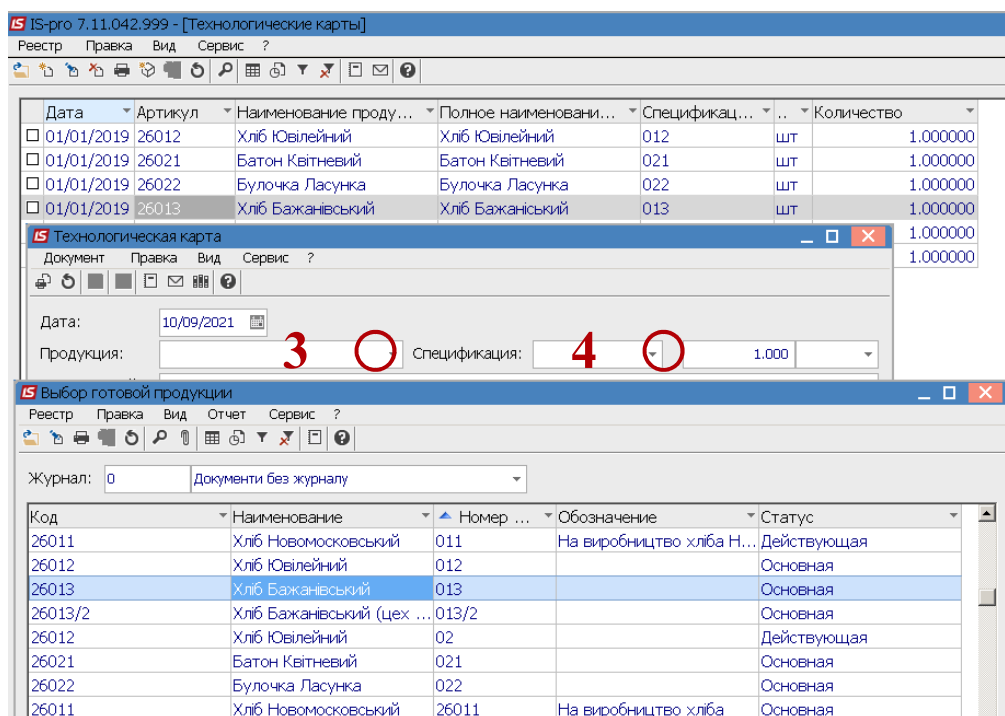 IS-pro 7.11.042.999 - [Технологические карты]
Реестр Правка Вид Сервис ?
Дата Артикул Наименование проду... Полное наименовани... Спецификац... .. Количество
01/01/2019 26012 Хліб Ювілейний Хліб Ювілейний 012 шт 1.000000
01/01/2019 26021 Батон Квітневий Батон Квітневий 021 шт 1.000000
01/01/2019 26022 Булочка Ласунка Булочка Ласунка 022 шт 1.000000
01/01/2019 26013 Хліб Бажанівський Хліб Бажаніський 013 шт 1.000000
1.000000
1.000000
Технологическая карта
Документ Правка Вид Сервис ?
Дата: 10/09/2021
Продукция: 3 Спецификация: 4 1.000
Выбор готовой продукции
Реестр Правка Вид Отчет Сервис ?
Журнал: 0 Документи без журналу
Код Наименование Номер ... Обозначение Статус
26011 Хліб Новомосковський 011 На виробництво хліба Н... Действующая
26012 Хліб Ювілейний 012 Основная
26013 Хліб Бажанівський 013 Основная
26013/2 Хліб Бажанівський (цех ... 013/2 Основная
26012 Хліб Ювілейний 02 Действующая
26021 Батон Квітневий 021 Основная
26022 Булочка Ласунка 022 Основная
26011 Хліб Новомосковський 26011 На виробництво хліба Основная